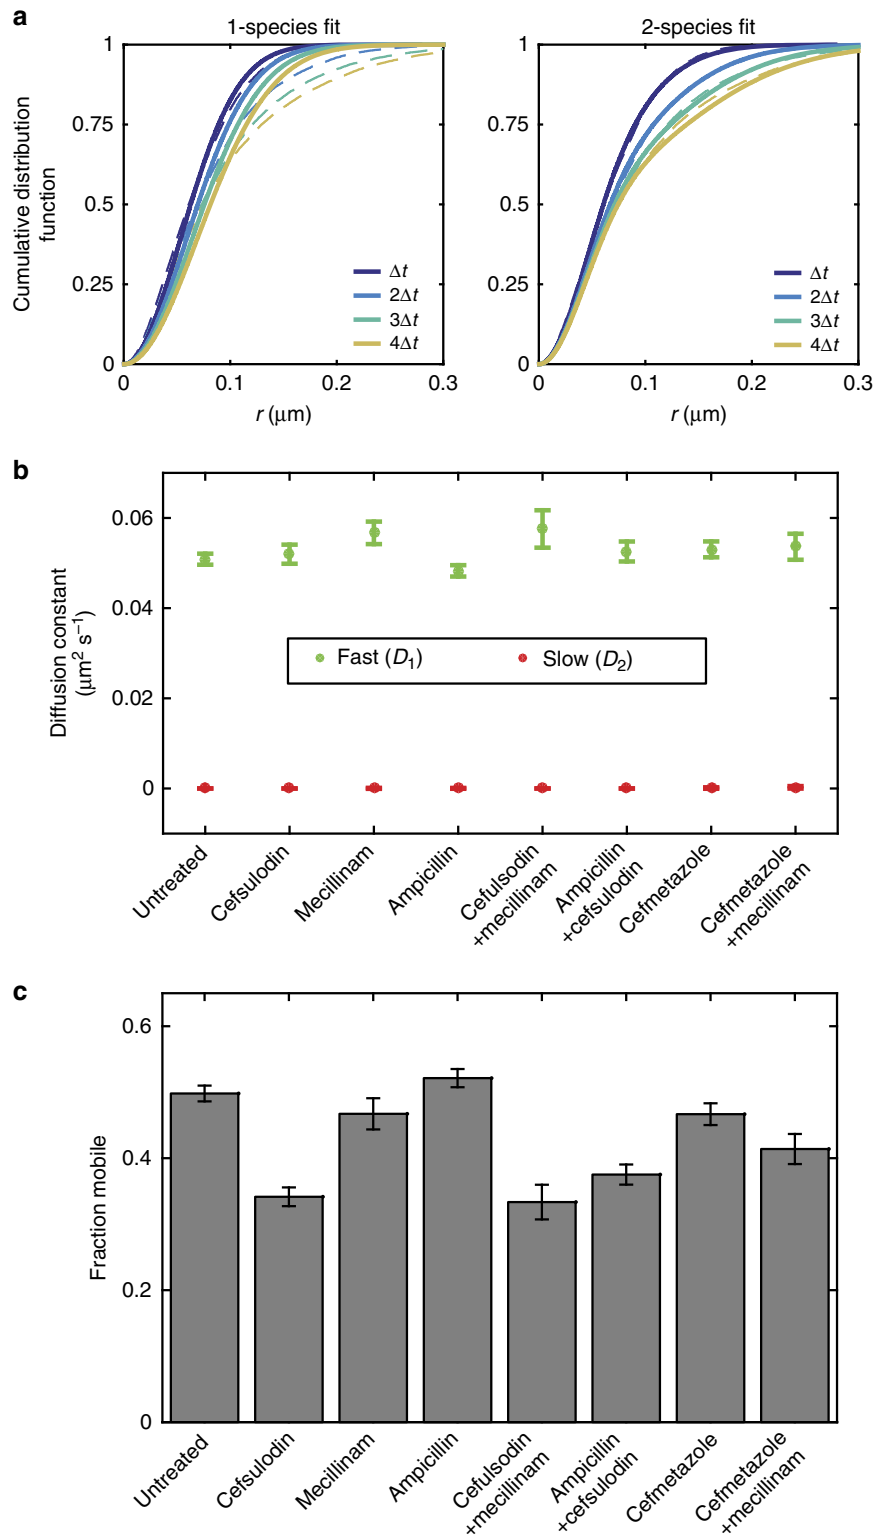 a
1-species fit
2-species fit
Cumulative distribution
function
1
0.75
0.5
0.25
0
0
0.1
0.2
0.3
r (μm)
Δt
2Δt
3Δt
4Δt
1
0.75
0.5
0.25
0
0
0.1
0.2
0.3
r (μm)
Δt
2Δt
3Δt
4Δt
b
Diffusion constant
(μm² s⁻¹)
0.06
0.04
0.02
0
Fast (D₁)
Slow (D₂)
Untreated
Cefsulodin
Mecillinam
Ampicillin
Cefulsodin
+mecillinam
Ampicillin
+cefsulodin
Cefmetazole
Cefmetazole
+mecillinam
c
Fraction mobile
0.6
0.4
0.2
0
Untreated
Cefsulodin
Mecillinam
Ampicillin
Cefulsodin
+mecillinam
Ampicillin
+cefsulodin
Cefmetazole
Cefmetazole
+mecillinam